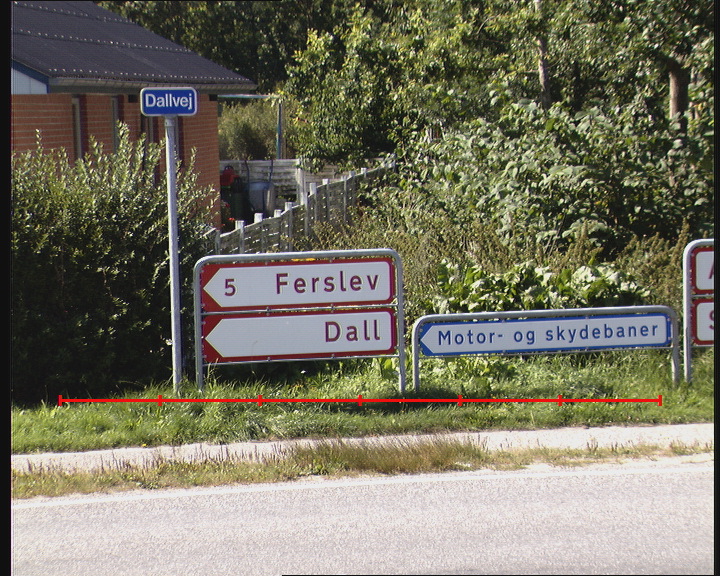 Dallvej
5 Ferslev
Dall
Motor- og skydebaner